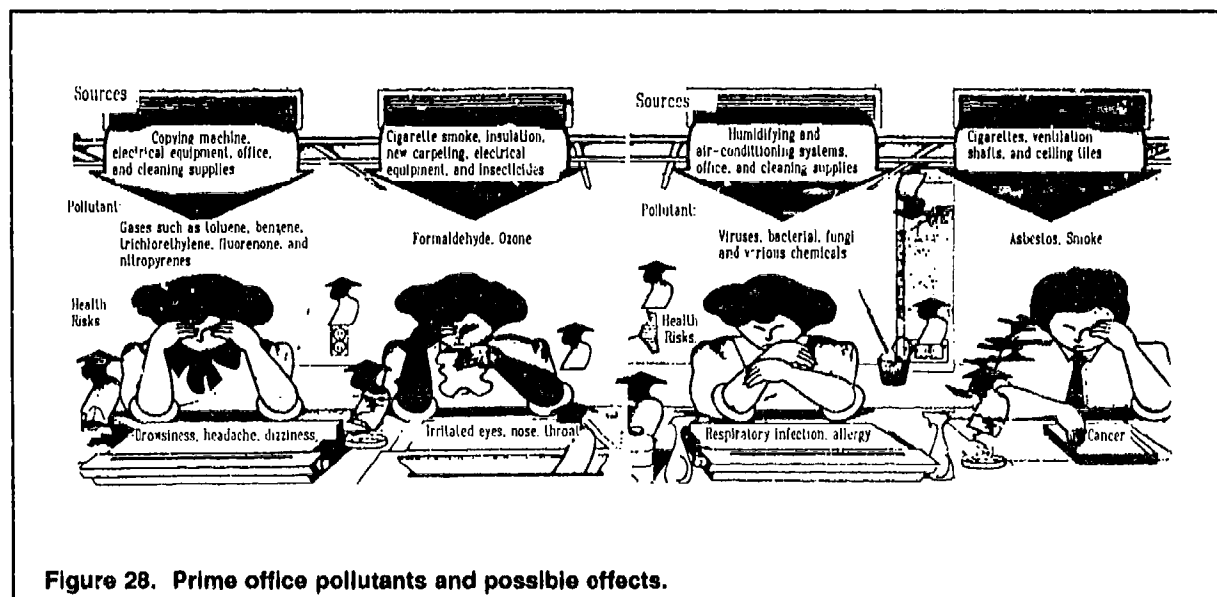 Sources
Copying machine,
electrical equipment, office,
and cleaning supplies
Pollutant:
Gases such as toluene, benzene,
trichlorethylene, fluorenone, and
nitropyrenes
Health
Risks
Drowsiness, headache, dizziness,
Cigarette smoke, insulation,
new carpeling, electrical
equipment, and insecticides
Formaldehyde, Ozone
Irritated eyes, nose, throat
Sources
Humidifying and
air-conditioning systems,
office, and cleaning supplies
Pollutant:
Viruses, bacterial, fungi
and various chemicals
Health
Risks.
Respiratory infection, allergy
Cigarettes, ventilation
shafts, and ceiling tiles
Asbestos, Smoke
Cancer
Figure 28. Prime office pollutants and possible effects.